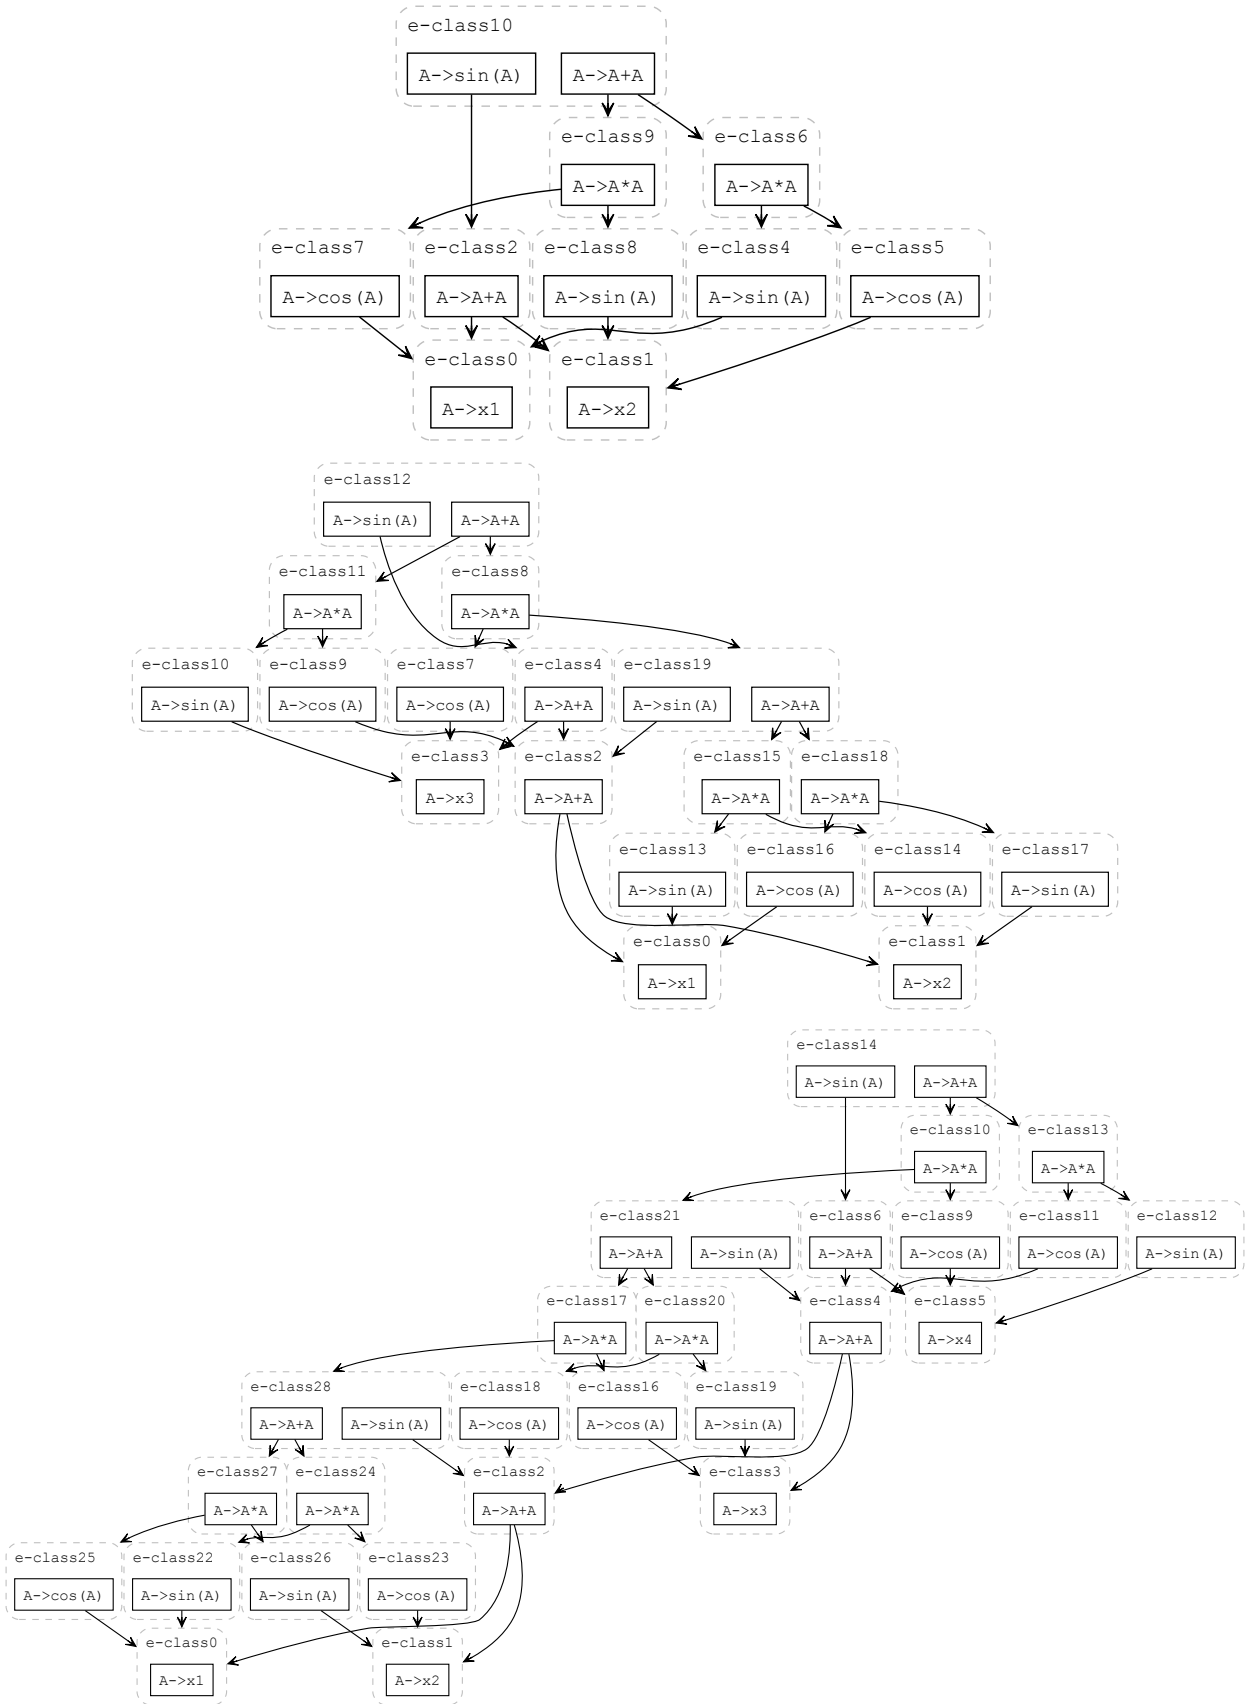 e-class10
A->sin(A) A->A+A
e-class9 e-class6
A->A*A A->A*A
e-class7 e-class2 e-class8 e-class4 e-class5
A->cos(A) A->A+A A->sin(A) A->sin(A) A->cos(A)
e-class0 e-class1
A->x1 A->x2
e-class12
A->sin(A) A->A+A
e-class11 e-class8
A->A*A A->A*A
e-class10 e-class9 e-class7 e-class4 e-class19
A->sin(A) A->cos(A) A->cos(A) A->A+A A->sin(A) A->A+A
e-class3 e-class2 e-class15 e-class18
A->x3 A->A+A A->A*A A->A*A
e-class13 e-class16 e-class14 e-class17
A->sin(A) A->cos(A) A->cos(A) A->sin(A)
e-class0 e-class1
A->x1 A->x2
e-class14
A->sin(A) A->A+A
e-class10 e-class13
A->A*A A->A*A
e-class21 e-class6 e-class9 e-class11 e-class12
A->A+A A->sin(A) A->A+A A->cos(A) A->cos(A) A->sin(A)
e-class17 e-class20 e-class4 e-class5
A->A*A A->A*A A->A+A A->x4
e-class28 e-class18 e-class16 e-class19
A->A+A A->sin(A) A->cos(A) A->cos(A) A->sin(A)
e-class27 e-class24 e-class2 e-class3
A->A*A A->A*A A->A+A A->x3
e-class25 e-class22 e-class26 e-class23
A->cos(A) A->sin(A) A->sin(A) A->cos(A)
e-class0 e-class1
A->x1 A->x2